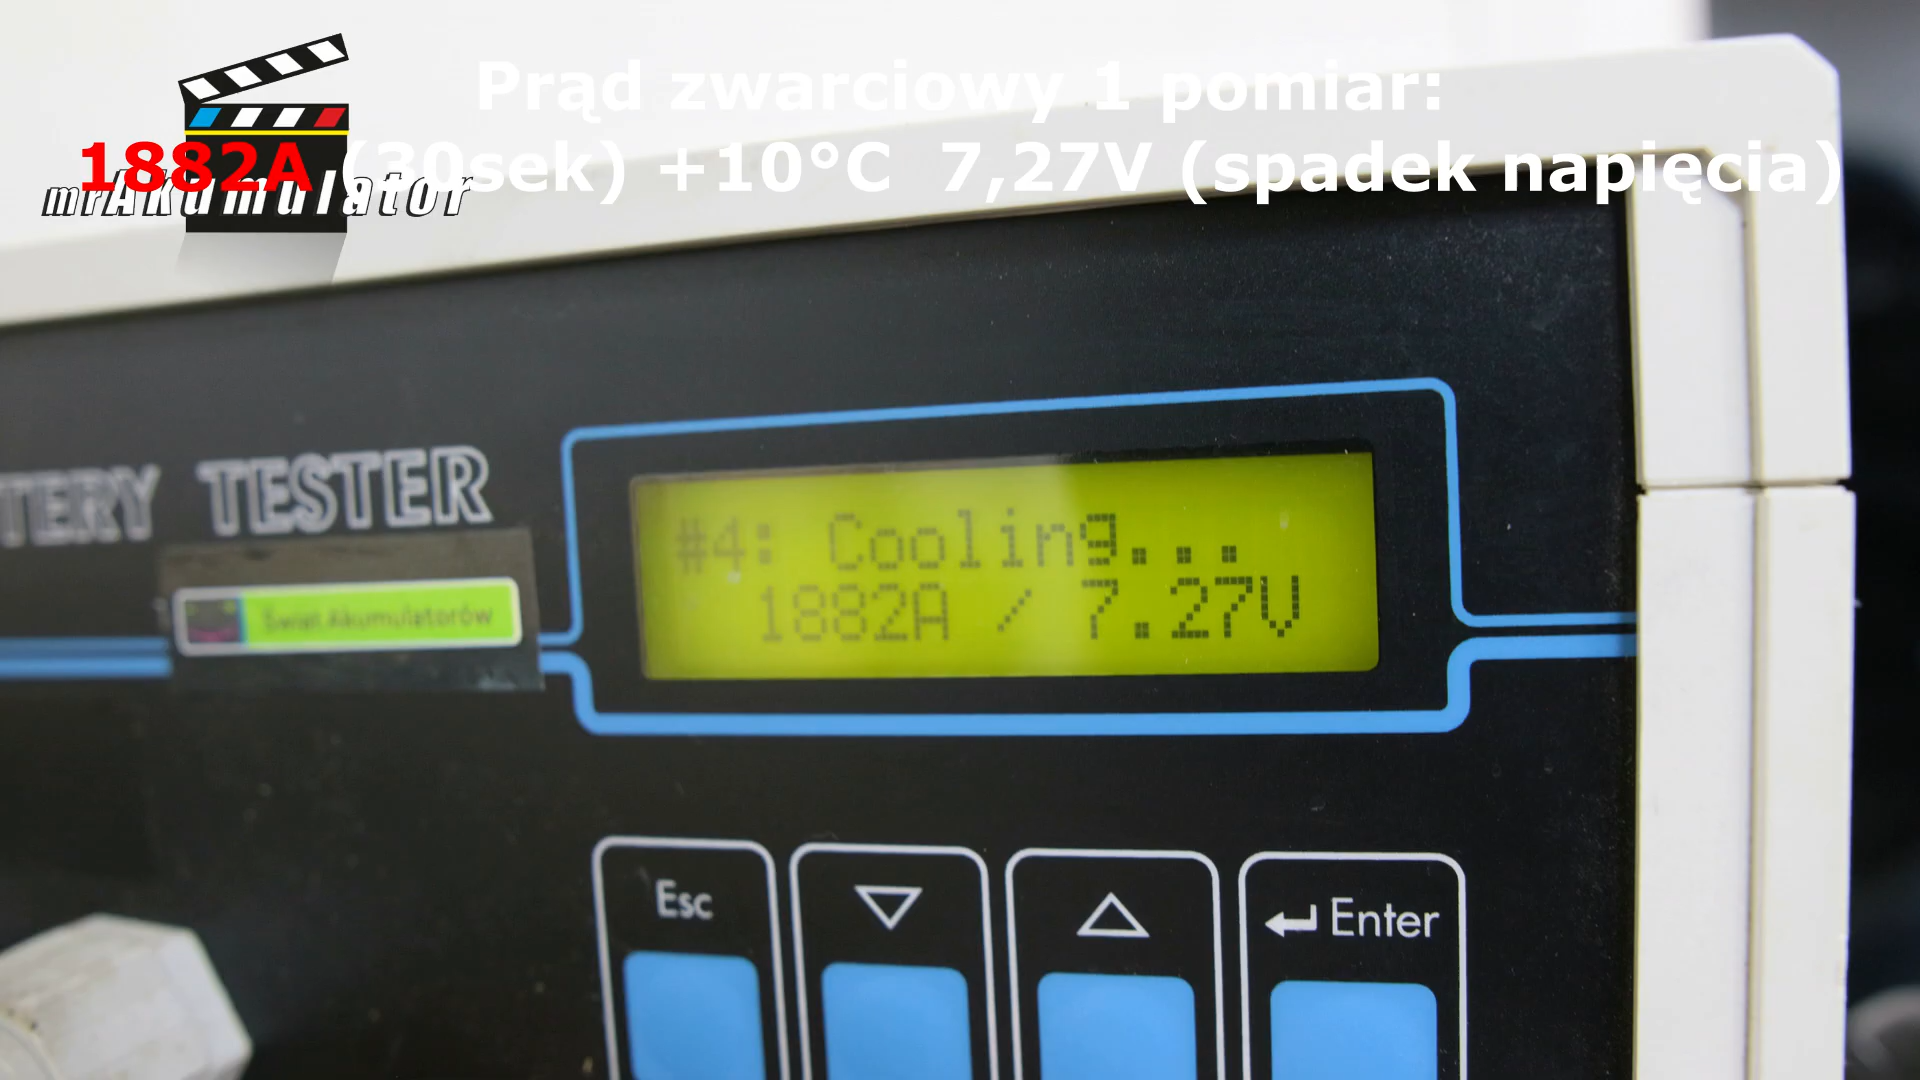 Prąd zwarciowy 1 pomiar:
1882A (30sek) +10°C 7,27V (spadek napięcia)
mrAkumulator
TERY TESTER
Świat Akumulatorów
#4: Cooling...
1882A / 7.27V
Esc
Enter